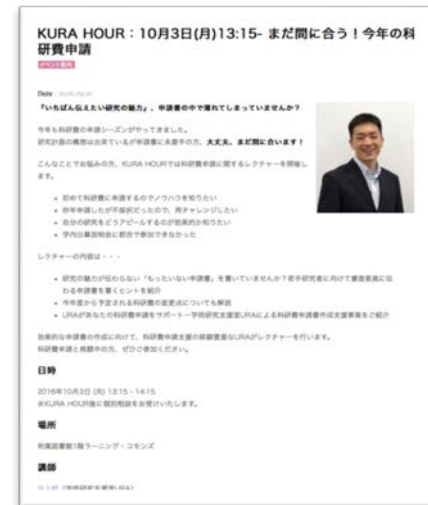 KURA HOUR：10月3日(月)13:15- まだ間に合う！今年の科
研費申請
イベント案内
Date
『いちばん伝えたい研究の魅力』、申請書の中で薄れてしまっていませんか？
今年も科研費の申請シーズンがやってきました。
研究計画の構想は出来ているが申請書に未着手の方、大丈夫、まだ間に合います！
こんなことでお悩みの方、KURA HOURでは科研費申請に関するレクチャーを開催し
ます。
初めて科研費に申請するのでノウハウを知りたい
昨年申請したが不採択だったので、再チャレンジしたい
自分の研究をどうアピールするのが効果的か知りたい
学内公募説明会に都合で参加できなかった
レクチャーの内容は・・・
研究の魅力が伝わらない「もったいない申請書」を書いていませんか？若手研究者に向けて審査委員に伝
わる申請書を書くヒントを紹介
今年度から予定される科研費の変更点についても解説
URAがあなたの科研費申請をサポートー学術研究支援室URAによる科研費申請書作成支援事業をご紹介
効果的な申請書の作成に向けて、科研費申請支援の経験豊富なURAがレクチャーを行います。
科研費申請と格闘中の方、ぜひご参加ください。
日時
2016年10月3日 (月) 13:15 - 14:15
※KURA HOUR後に個別相談をお受けいたします。
場所
附属図書館1階ラーニング・コモンズ
講師